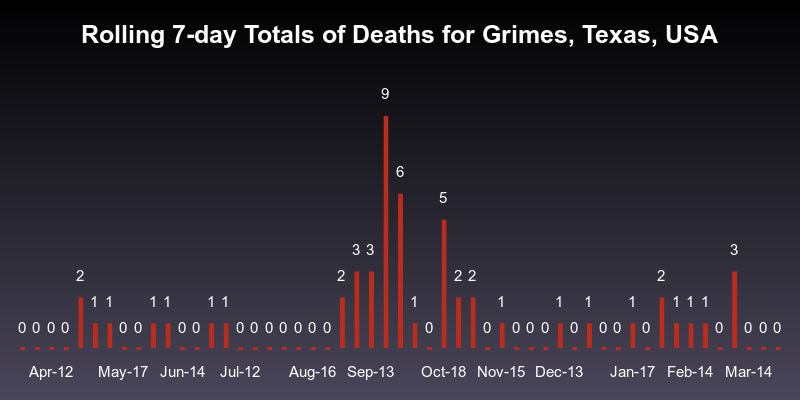 Rolling 7-day Totals of Deaths for Grimes, Texas, USA
9
6
5
3 3 3
2 2 2 2 2
1 1 1 1 1 1 1 1 1 1 1 1 1 1
0 0 0 0 0 0 0 0 0 0 0 0 0 0 0 0 0 0 0 0 0 0 0 0 0 0 0 0
Apr-12 May-17 Jun-14 Jul-12 Aug-16 Sep-13 Oct-18 Nov-15 Dec-13 Jan-17 Feb-14 Mar-14